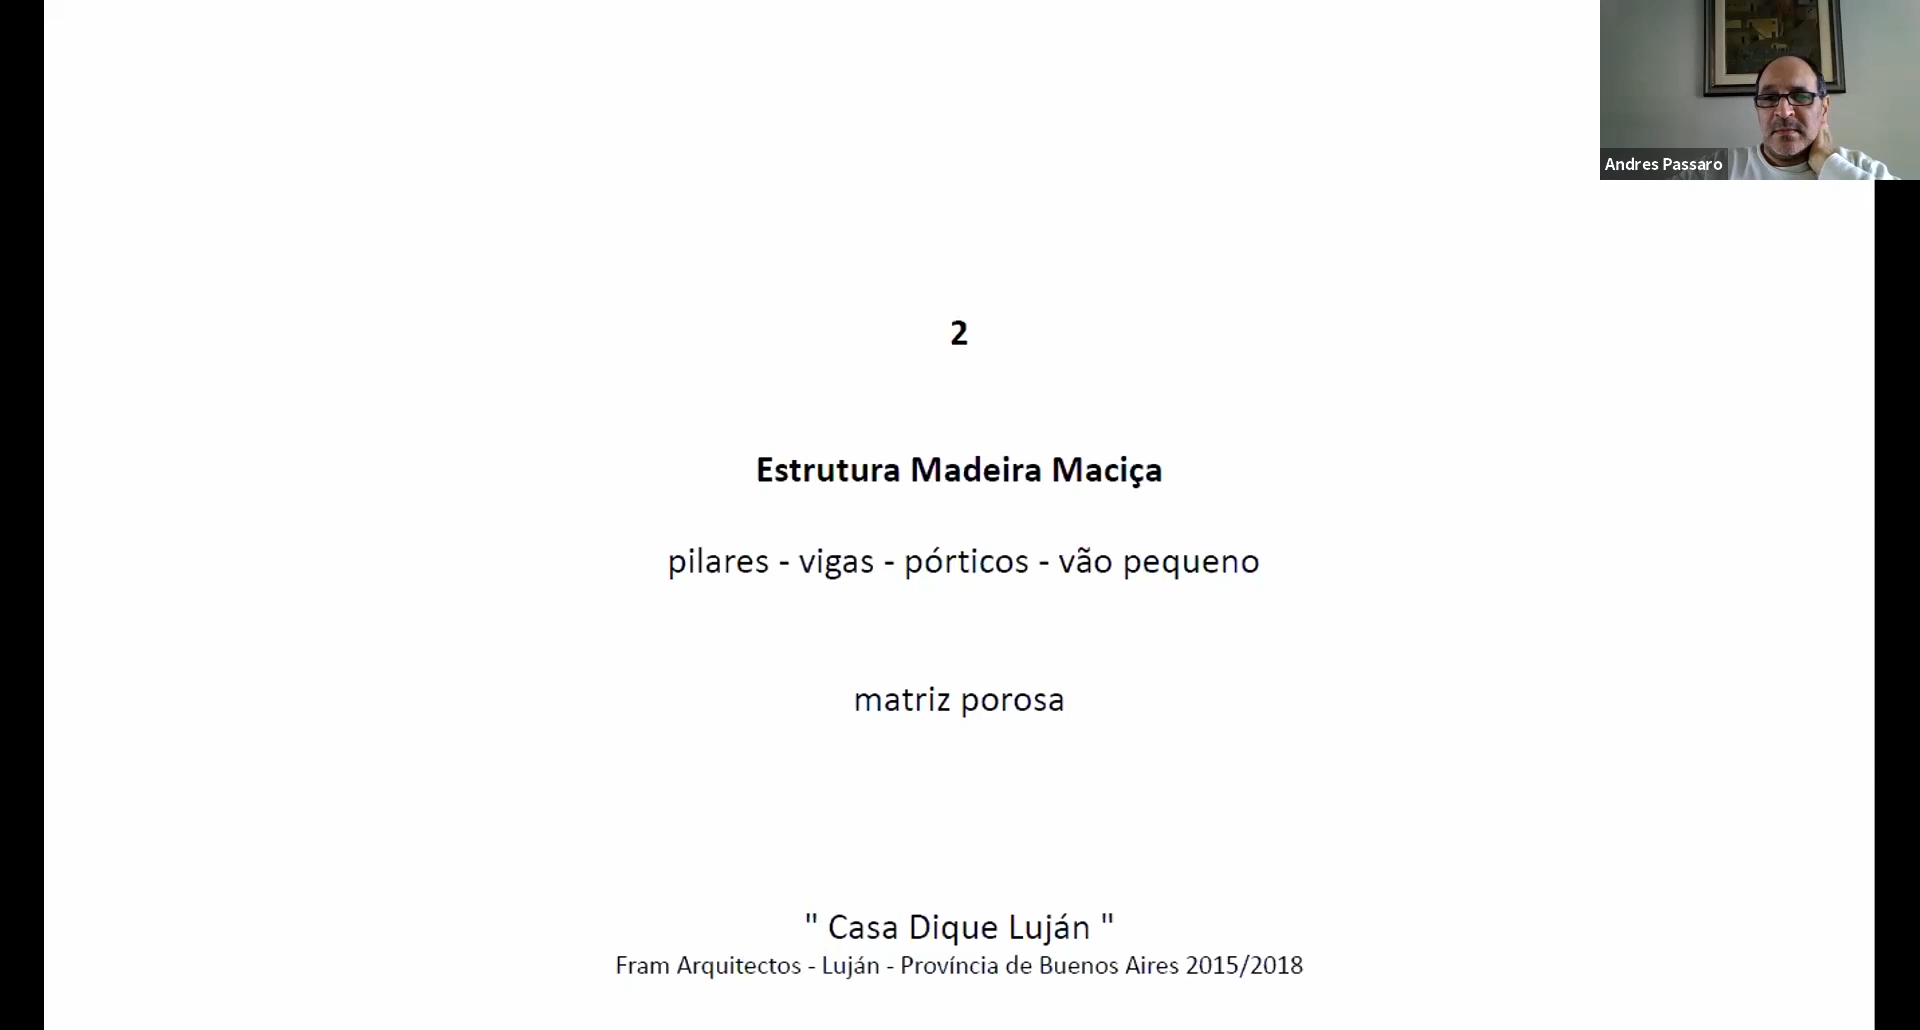 Andres Passaro
2
Estrutura Madeira Maciça
pilares - vigas - pórticos - vão pequeno
matriz porosa
" Casa Dique Luján "
Fram Arquitectos - Luján - Província de Buenos Aires 2015/2018